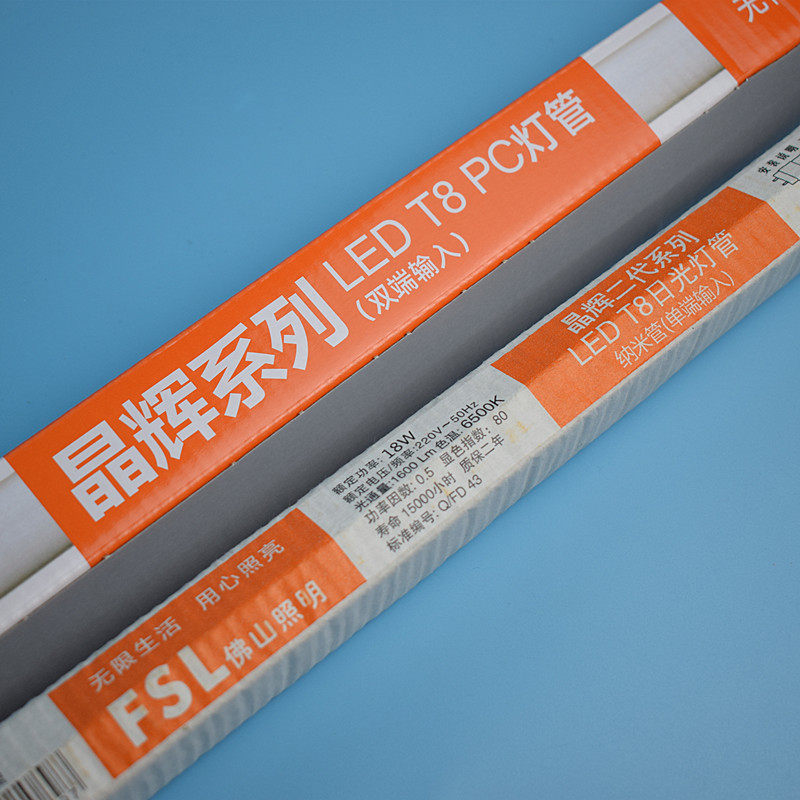 晶辉系列 LED T8 PC灯管
(双端输入)
安装说明
晶辉二代系列
LED T8日光灯管
纳米管(单端输入)
额定功率: 18W
额定电压/频率:220V~50Hz
光通量:1600 Lm 色温: 6500K
功率因数: 0.5 显色指数: 80
寿命 15000小时 质保二年
标准编号: Q/FD 43
无限生活 用心照亮
FSL佛山照明